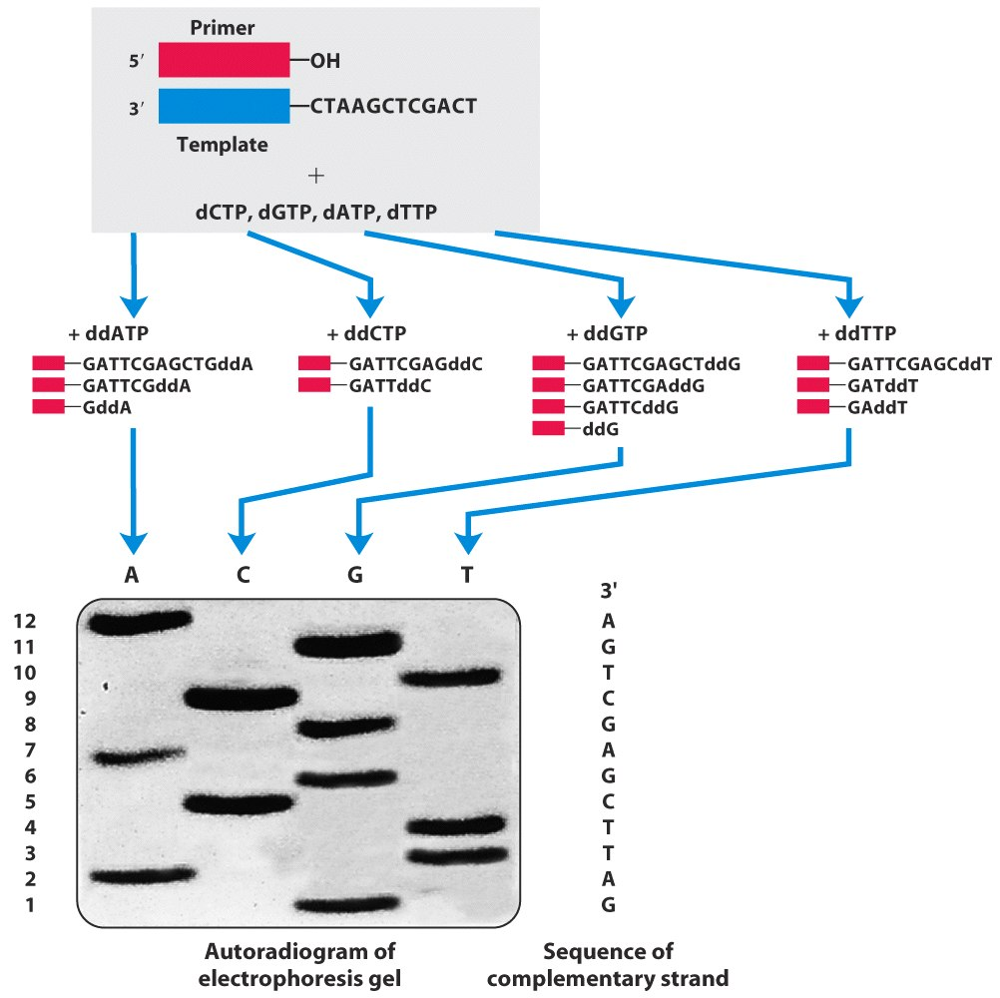 Primer
5′ OH
3′ CTAAGCTCGACT
Template
+
dCTP, dGTP, dATP, dTTP
+ ddATP
GATTCGAGCTGddA
GATTCGddA
GddA
+ ddCTP
GATTCGAGddC
GATTddC
+ ddGTP
GATTCGAGCTddG
GATTCGAddG
GATTCddG
ddG
+ ddTTP
GATTCGAGCddT
GATddT
GAddT
A C G T
3'
12 A
11 G
10 T
9 C
8 G
7 A
6 G
5 C
4 T
3 T
2 A
1 G
Autoradiogram of
electrophoresis gel
Sequence of
complementary strand